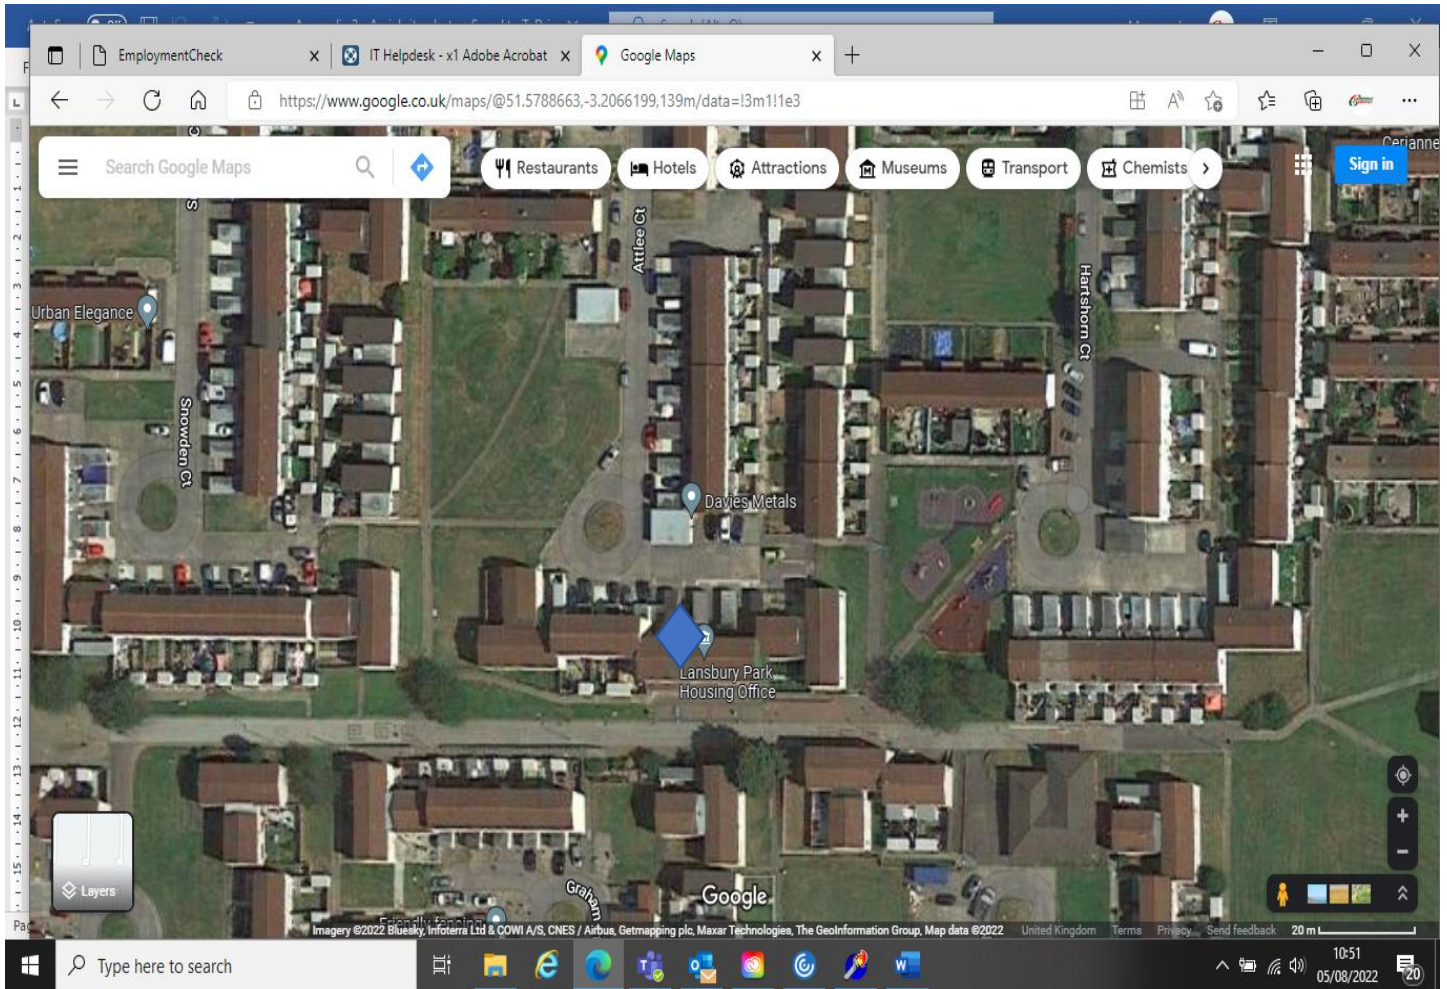 EmploymentCheck
IT Helpdesk - x1 Adobe Acrobat
Google Maps
https://www.google.co.uk/maps/@51.5788663,-3.2066199,139m/data=!3m1!1e3
Search Google Maps
Restaurants
Hotels
Attractions
Museums
Transport
Chemists
Sign in
Cerianne
Attlee Ct
Hartshorn Ct
Urban Elegance
Snowden Ct
Davies Metals
Lansbury Park
Housing Office
Layers
Graham
Friendly fencing
Google
Imagery ©2022 Bluesky, Infoterra Ltd & COWI A/S, CNES / Airbus, Getmapping plc, Maxar Technologies, The GeoInformation Group, Map data ©2022
United Kingdom
Terms
Privacy
Send feedback
20 m
Type here to search
10:51
05/08/2022
20